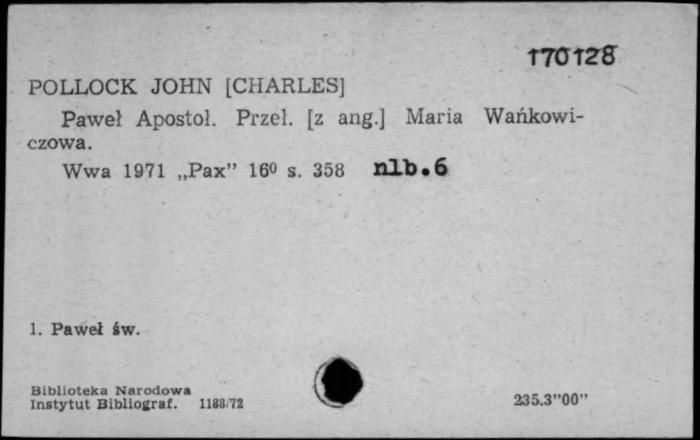 170128
POLLOCK JOHN [CHARLES]
Paweł Apostoł. Przeł. [z ang.] Maria Wańkowi-
czowa.
Wwa 1971 „Pax” 16⁰ s. 358 nlb.6
1. Paweł św.
Biblioteka Narodowa
Instytut Bibliograf. 1188/72
235.3”00”